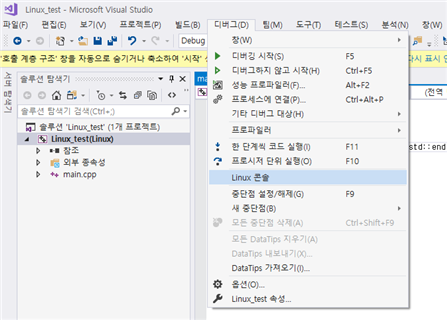 Linux_test - Microsoft Visual Studio
파일(F) 편집(E) 보기(V) 프로젝트(P) 빌드(B) 디버그(D) 팀(M) 도구(T) 테스트(S) 분석(N) 창(W)
Debug
'호출 계층 구조' 창을 자동으로 숨기거나 축소하여 '시작'
다시 표시 안
서버 탐색기
솔루션 탐색기
솔루션 탐색기 검색(Ctrl+;)
솔루션 'Linux_test' (1개 프로젝트)
Linux_test(Linux)
참조
외부 종속성
main.cpp
(전역
std::end
창(W)
디버깅 시작(S) F5
디버그하지 않고 시작(H) Ctrl+F5
성능 프로파일러(F)... Alt+F2
프로세스에 연결(P)... Ctrl+Alt+P
기타 디버그 대상(H)
프로파일러
한 단계씩 코드 실행(I) F11
프로시저 단위 실행(O) F10
Linux 콘솔
중단점 설정/해제(G) F9
새 중단점(B)
모든 중단점 삭제(A) Ctrl+Shift+F9
모든 DataTips 지우기(A)
DataTips 내보내기(X)...
DataTips 가져오기(I)...
옵션(O)...
Linux_test 속성...